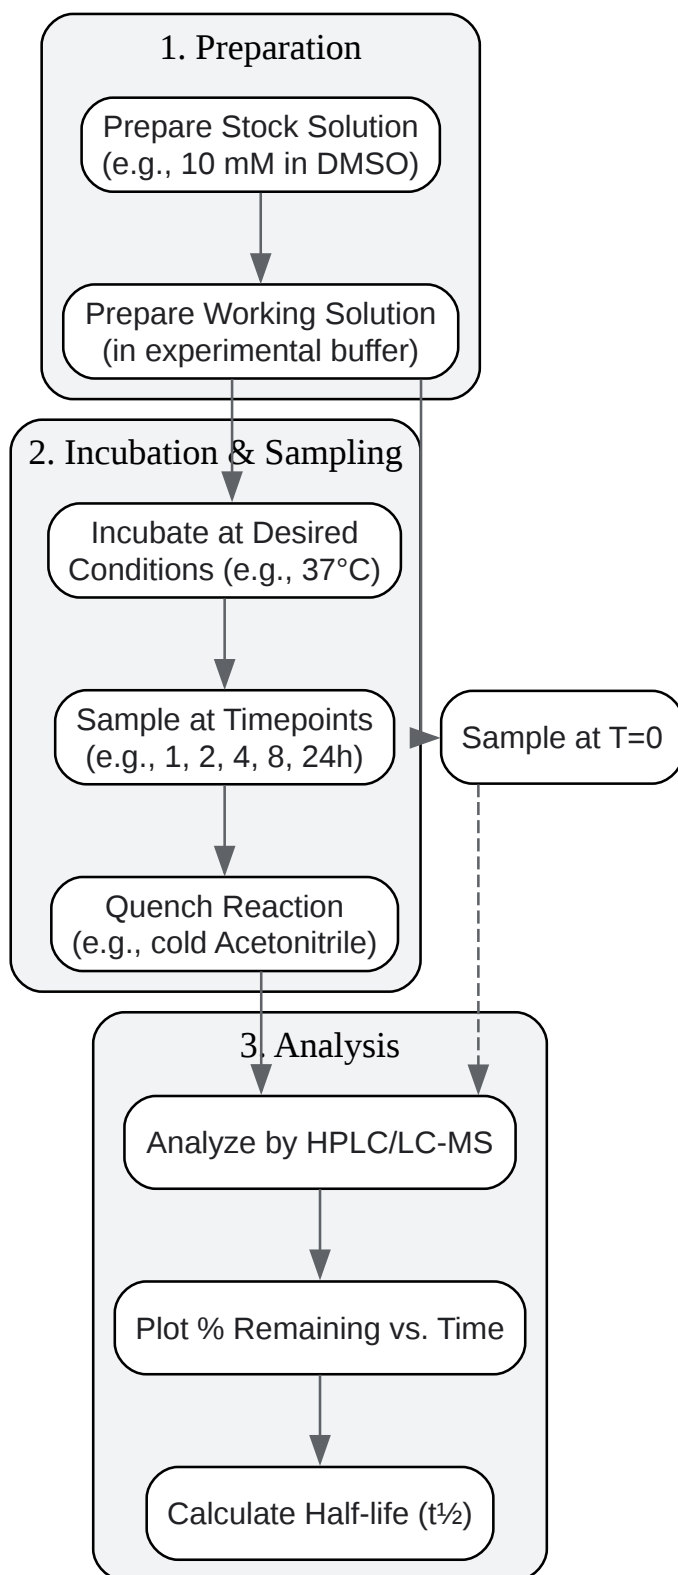 1. Preparation
Prepare Stock Solution
(e.g., 10 mM in DMSO)
Prepare Working Solution
(in experimental buffer)
2. Incubation & Sampling
Incubate at Desired
Conditions (e.g., 37°C)
Sample at Timepoints
(e.g., 1, 2, 4, 8, 24h)
Sample at T=0
Quench Reaction
(e.g., cold Acetonitrile)
3. Analysis
Analyze by HPLC/LC-MS
Plot % Remaining vs. Time
Calculate Half-life (t½)